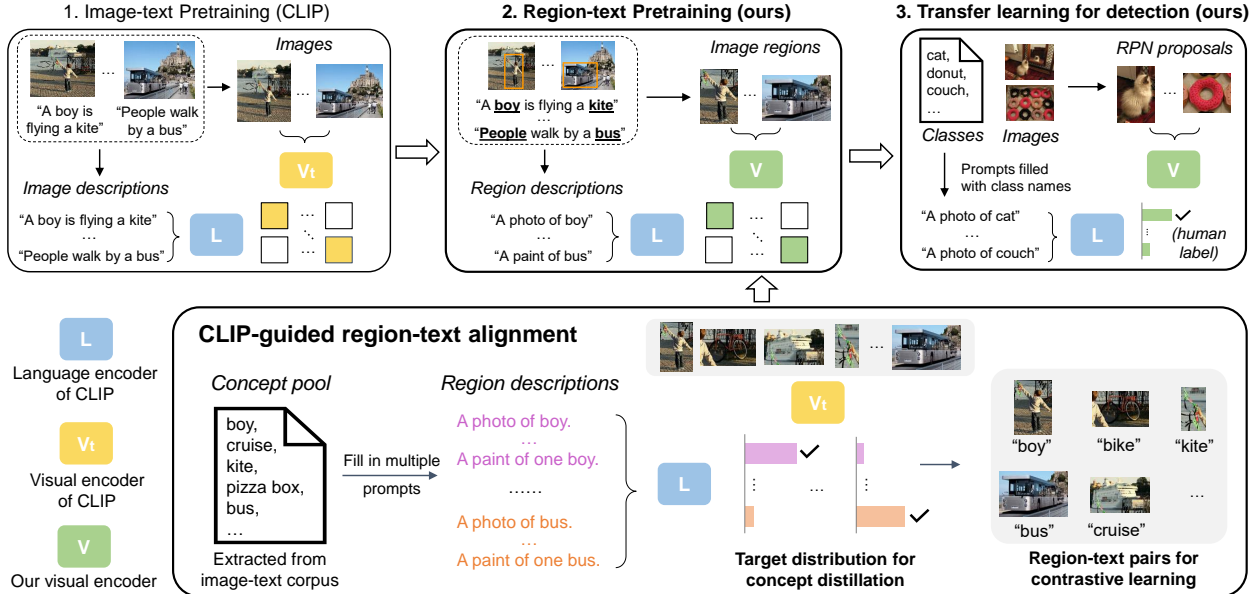 1. Image-text Pretraining (CLIP)
Images
...
...
“A boy is
flying a kite”
“People walk
by a bus”
Vt
Image descriptions
“A boy is flying a kite”
...
“People walk by a bus”
L
...
...
2. Region-text Pretraining (ours)
Image regions
...
...
“A boy is flying a kite”
...
“People walk by a bus”
V
Region descriptions
“A photo of boy”
...
“A paint of bus”
L
...
...
3. Transfer learning for detection (ours)
cat,
donut,
couch,
...
Classes
Images
RPN proposals
...
V
Prompts filled
with class names
“A photo of cat”
...
“A photo of couch”
L
(human
label)
L
Language encoder
of CLIP
Vt
Visual encoder
of CLIP
V
Our visual encoder
CLIP-guided region-text alignment
Concept pool
boy,
cruise,
kite,
pizza box,
bus,
...
Extracted from
image-text corpus
Fill in multiple
prompts
Region descriptions
A photo of boy.
...
A paint of one boy.
......
A photo of bus.
...
A paint of one bus.
L
...
Vt
...
Target distribution for
concept distillation
“boy”
“bike”
“kite”
“bus”
“cruise”
...
Region-text pairs for
contrastive learning